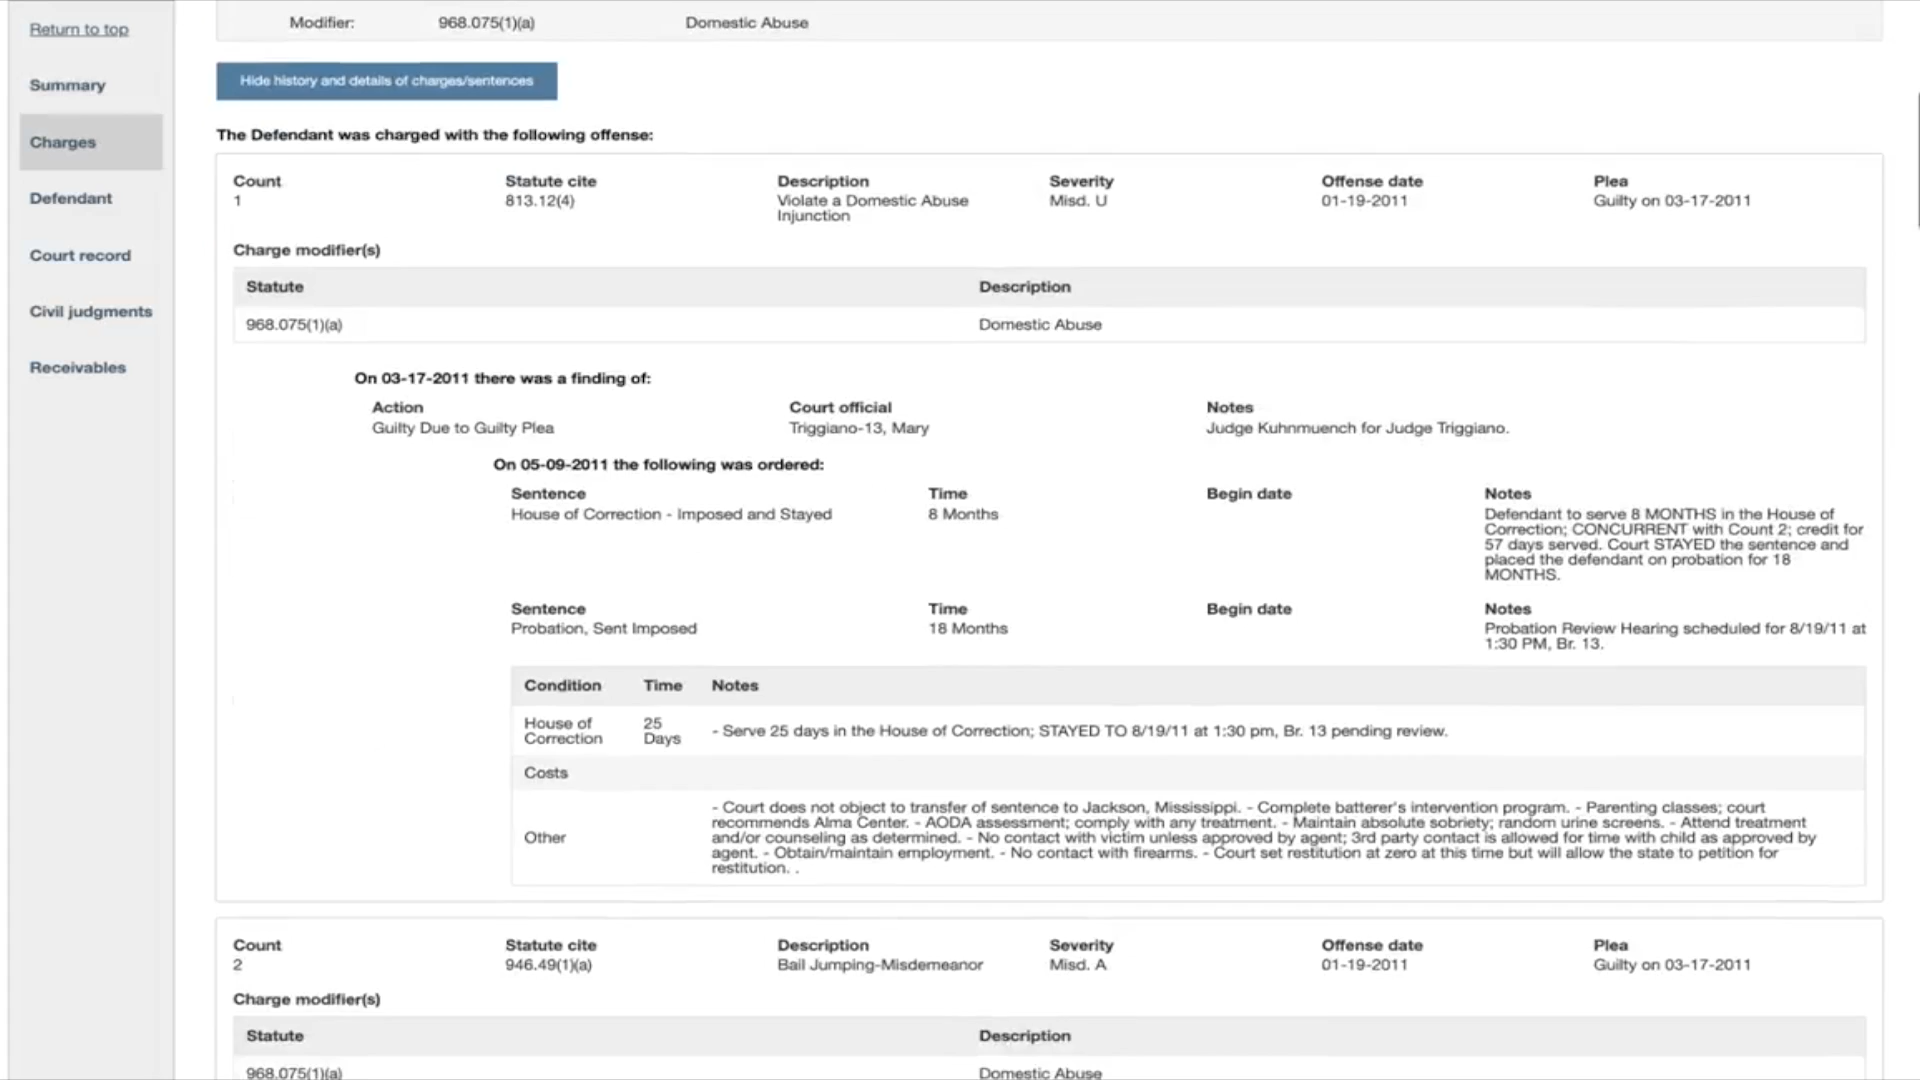 Return to top
Summary
Charges
Defendant
Court record
Civil judgments
Receivables
Modifier: 968.075(1)(a) Domestic Abuse
Hide history and details of charges/sentences
The Defendant was charged with the following offense:
Count Statute cite Description Severity Offense date Plea
1 813.12(4) Violate a Domestic Abuse Misd. U 01-19-2011 Guilty on 03-17-2011
Injunction
Charge modifier(s)
Statute Description
968.075(1)(a) Domestic Abuse
On 03-17-2011 there was a finding of:
Action Court official Notes
Guilty Due to Guilty Plea Triggiano-13, Mary Judge Kuhnmuench for Judge Triggiano.
On 05-09-2011 the following was ordered:
Sentence Time Begin date Notes
House of Correction - Imposed and Stayed 8 Months Defendant to serve 8 MONTHS in the House of
Correction; CONCURRENT with Count 2; credit for
57 days served. Court STAYED the sentence and
placed the defendant on probation for 18
MONTHS.
Sentence Time Begin date Notes
Probation, Sent Imposed 18 Months Probation Review Hearing scheduled for 8/19/11 at
1:30 PM, Br. 13.
Condition Time Notes
House of Correction 25 Days - Serve 25 days in the House of Correction; STAYED TO 8/19/11 at 1:30 pm, Br. 13 pending review.
Costs
Other
- Court does not object to transfer of sentence to Jackson, Mississippi. - Complete batterer's intervention program. - Parenting classes; court
recommends Alma Center. - AODA assessment; comply with any treatment. - Maintain absolute sobriety; random urine screens. - Attend treatment
and/or counseling as determined. - No contact with victim unless approved by agent; 3rd party contact is allowed for time with child as approved by
agent. - Obtain/maintain employment. - No contact with firearms. - Court set restitution at zero at this time but will allow the state to petition for
restitution. .
Count Statute cite Description Severity Offense date Plea
2 946.49(1)(a) Bail Jumping-Misdemeanor Misd. A 01-19-2011 Guilty on 03-17-2011
Charge modifier(s)
Statute Description
968.075(1)(a) Domestic Abuse